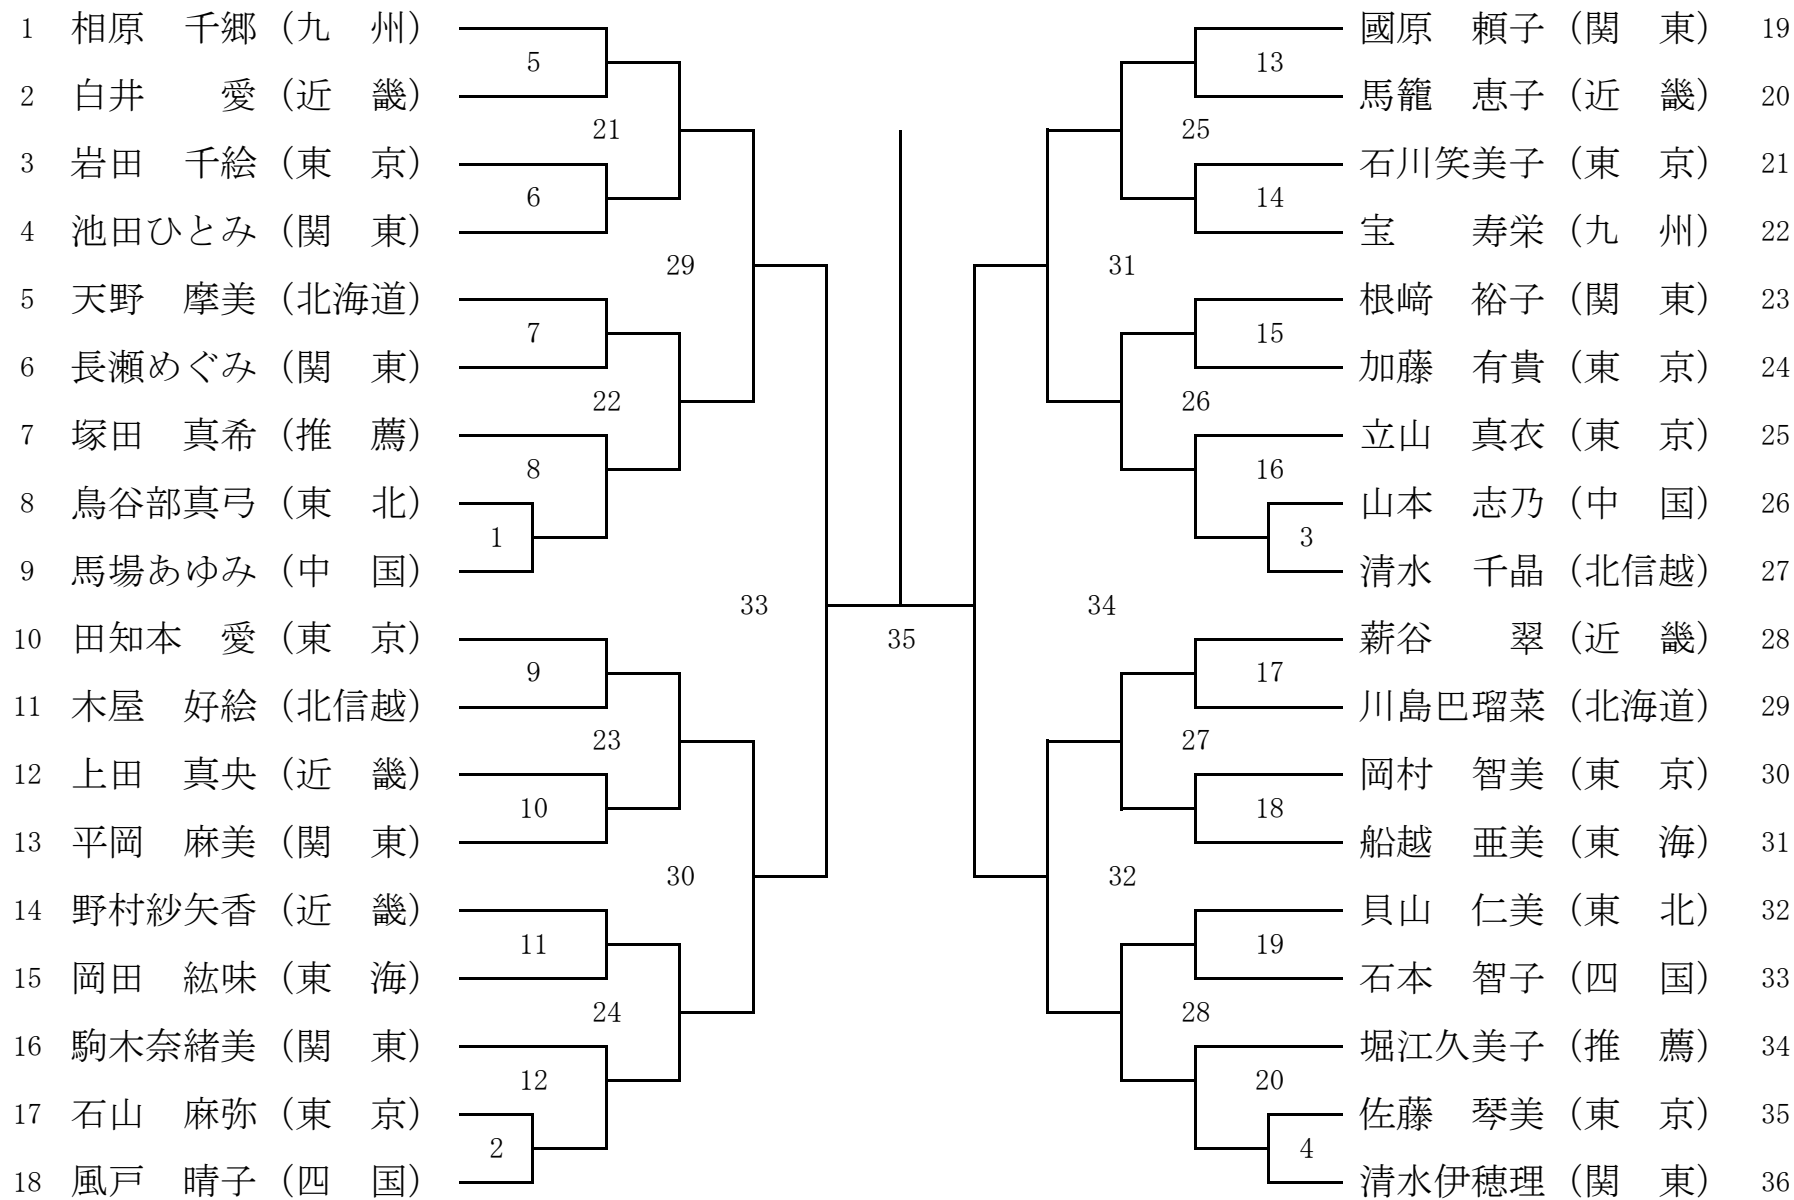 1 相原　千郷（九　州）
2 白井　　愛（近　畿）
3 岩田　千絵（東　京）
4 池田ひとみ（関　東）
5 天野　摩美（北海道）
6 長瀬めぐみ（関　東）
7 塚田　真希（推　薦）
8 鳥谷部真弓（東　北）
9 馬場あゆみ（中　国）
10 田知本　愛（東　京）
11 木屋　好絵（北信越）
12 上田　真央（近　畿）
13 平岡　麻美（関　東）
14 野村紗矢香（近　畿）
15 岡田　紘味（東　海）
16 駒木奈緒美（関　東）
17 石山　麻弥（東　京）
18 風戸　晴子（四　国）
5
21
6
29
7
22
8
1
33
9
23
10
30
11
24
12
2
35
13
25
14
31
15
26
16
3
34
17
27
18
32
19
28
20
4
國原　頼子（関　東） 19
馬籠　恵子（近　畿） 20
石川笑美子（東　京） 21
宝　　寿栄（九　州） 22
根﨑　裕子（関　東） 23
加藤　有貴（東　京） 24
立山　真衣（東　京） 25
山本　志乃（中　国） 26
清水　千晶（北信越） 27
薪谷　　翠（近　畿） 28
川島巴瑠菜（北海道） 29
岡村　智美（東　京） 30
船越　亜美（東　海） 31
貝山　仁美（東　北） 32
石本　智子（四　国） 33
堀江久美子（推　薦） 34
佐藤　琴美（東　京） 35
清水伊穂理（関　東） 36